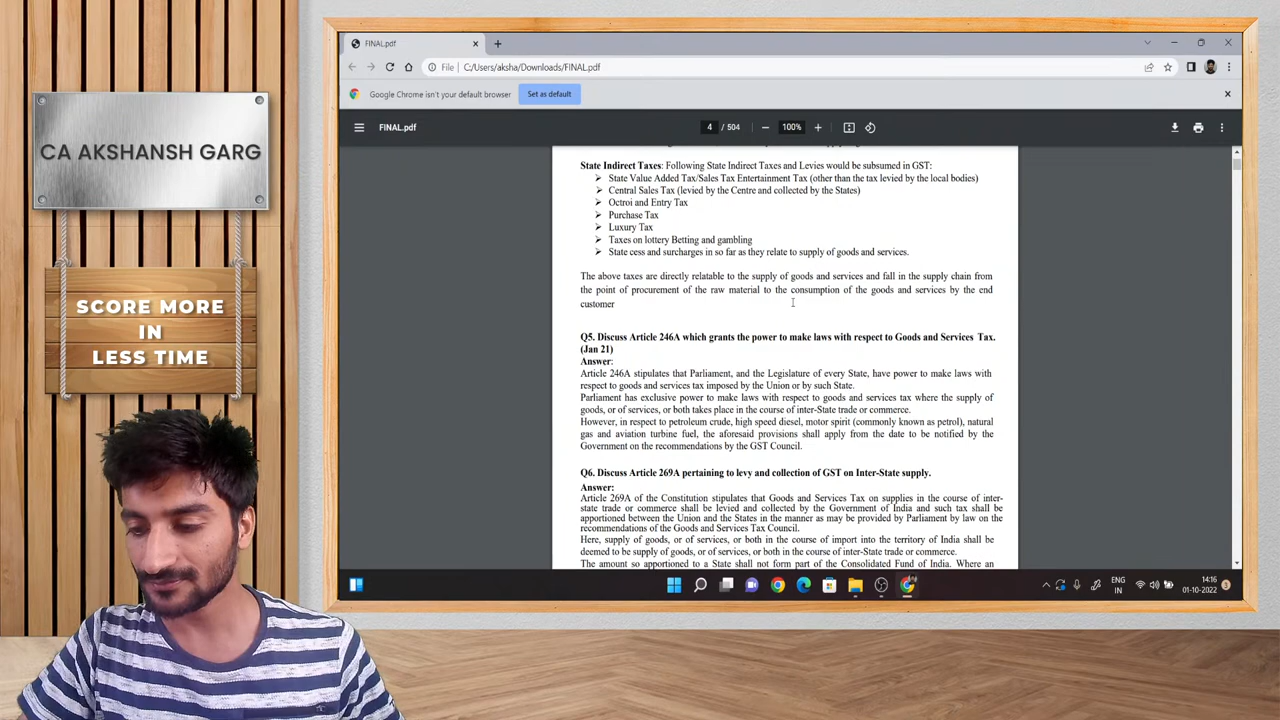 CA AKSHANSH GARG
SCORE MORE
IN
LESS TIME
FINAL.pdf
File
C:/Users/aksha/Downloads/FINAL.pdf
Google Chrome isn't your default browser
Set as default
FINAL.pdf
4 / 504
100%
State Indirect Taxes: Following State Indirect Taxes and Levies would be subsumed in GST:
➢ State Value Added Tax/Sales Tax Entertainment Tax (other than the tax levied by the local bodies)
➢ Central Sales Tax (levied by the Centre and collected by the States)
➢ Octroi and Entry Tax
➢ Purchase Tax
➢ Luxury Tax
➢ Taxes on lottery Betting and gambling
➢ State cess and surcharges in so far as they relate to supply of goods and services.
The above taxes are directly relatable to the supply of goods and services and fall in the supply chain from
the point of procurement of the raw material to the consumption of the goods and services by the end
customer
Q5. Discuss Article 246A which grants the power to make laws with respect to Goods and Services Tax.
(Jan 21)
Answer:
Article 246A stipulates that Parliament, and the Legislature of every State, have power to make laws with
respect to goods and services tax imposed by the Union or by such State.
Parliament has exclusive power to make laws with respect to goods and services tax where the supply of
goods, or of services, or both takes place in the course of inter-State trade or commerce.
However, in respect to petroleum crude, high speed diesel, motor spirit (commonly known as petrol), natural
gas and aviation turbine fuel, the aforesaid provisions shall apply from the date to be notified by the
Government on the recommendations by the GST Council.
Q6. Discuss Article 269A pertaining to levy and collection of GST on Inter-State supply.
Answer:
Article 269A of the Constitution stipulates that Goods and Services Tax on supplies in the course of inter-
state trade or commerce shall be levied and collected by the Government of India and such tax shall be
apportioned between the Union and the States in the manner as may be provided by Parliament by law on the
recommendations of the Goods and Services Tax Council.
Here, supply of goods, or of services, or both in the course of import into the territory of India shall be
deemed to be supply of goods, or of services, or both in the course of inter-State trade or commerce.
The amount so apportioned to a State shall not form part of the Consolidated Fund of India. Where an
ENG
IN
14:16
01-10-2022